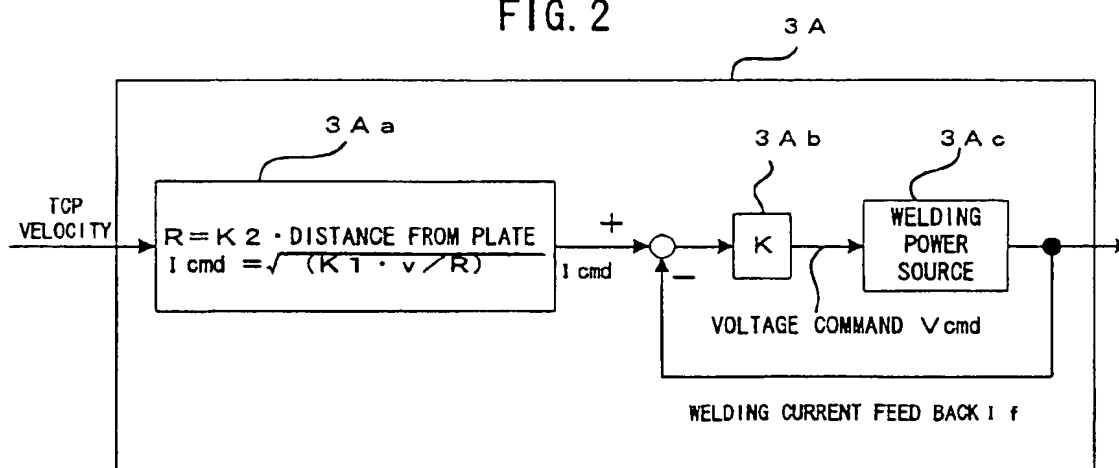 FIG. 2
3 A
3 A a
3 A b
3 A c
TCP
VELOCITY
R = K 2 · DISTANCE FROM PLATE
I cmd = √(K 1 · v / R)
+
I cmd
−
K
WELDING
POWER
SOURCE
VOLTAGE COMMAND V cmd
WELDING CURRENT FEED BACK I f